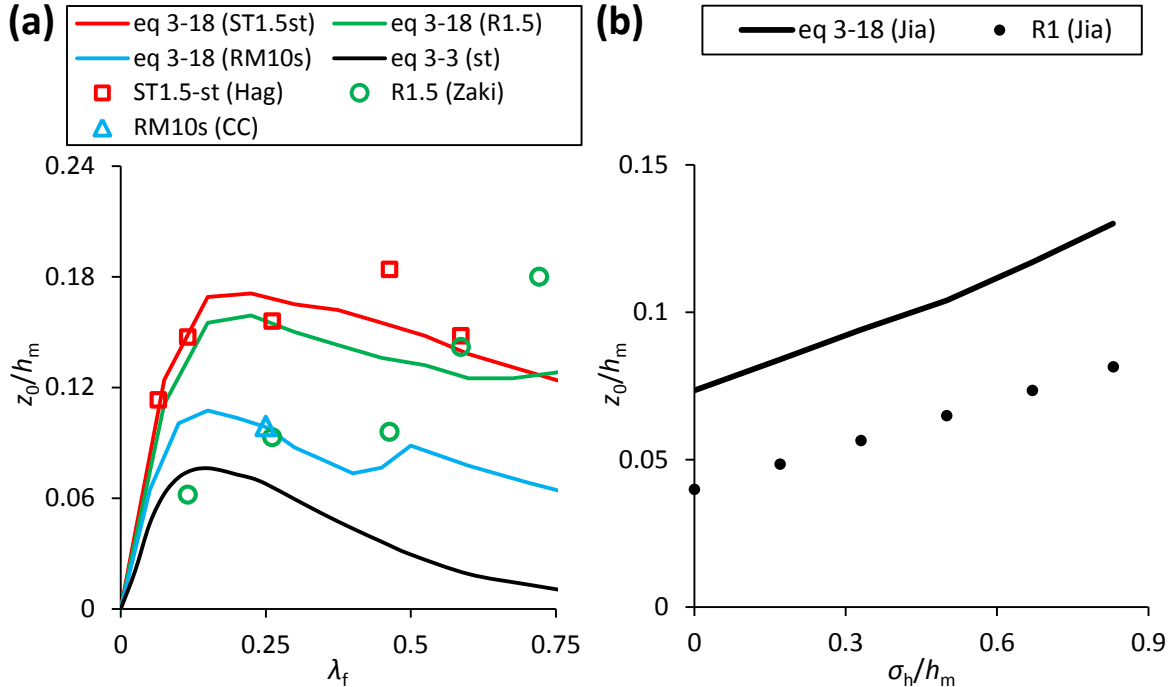 (a)
eq 3-18 (ST1.5st) eq 3-18 (R1.5)
eq 3-18 (RM10s) eq 3-3 (st)
ST1.5-st (Hag) R1.5 (Zaki)
RM10s (CC)
0.24
0.18
0.12
0.06
0
z0/hm
0 0.25 0.5 0.75
λf
(b)
eq 3-18 (Jia) R1 (Jia)
0.15
0.1
0.05
0
z0/hm
0 0.3 0.6 0.9
σh/hm